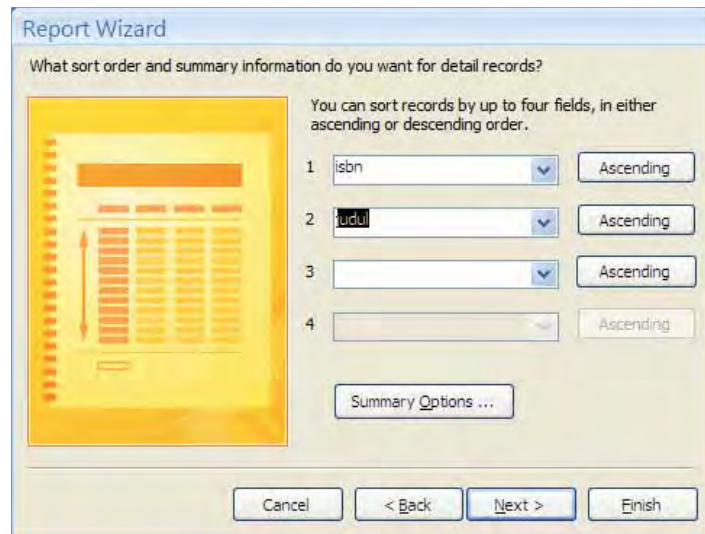 Report Wizard
What sort order and summary information do you want for detail records?
You can sort records by up to four fields, in either
ascending or descending order.
1 isbn Ascending
2 judul Ascending
3 Ascending
4 Ascending
Summary Options ...
Cancel < Back Next > Finish